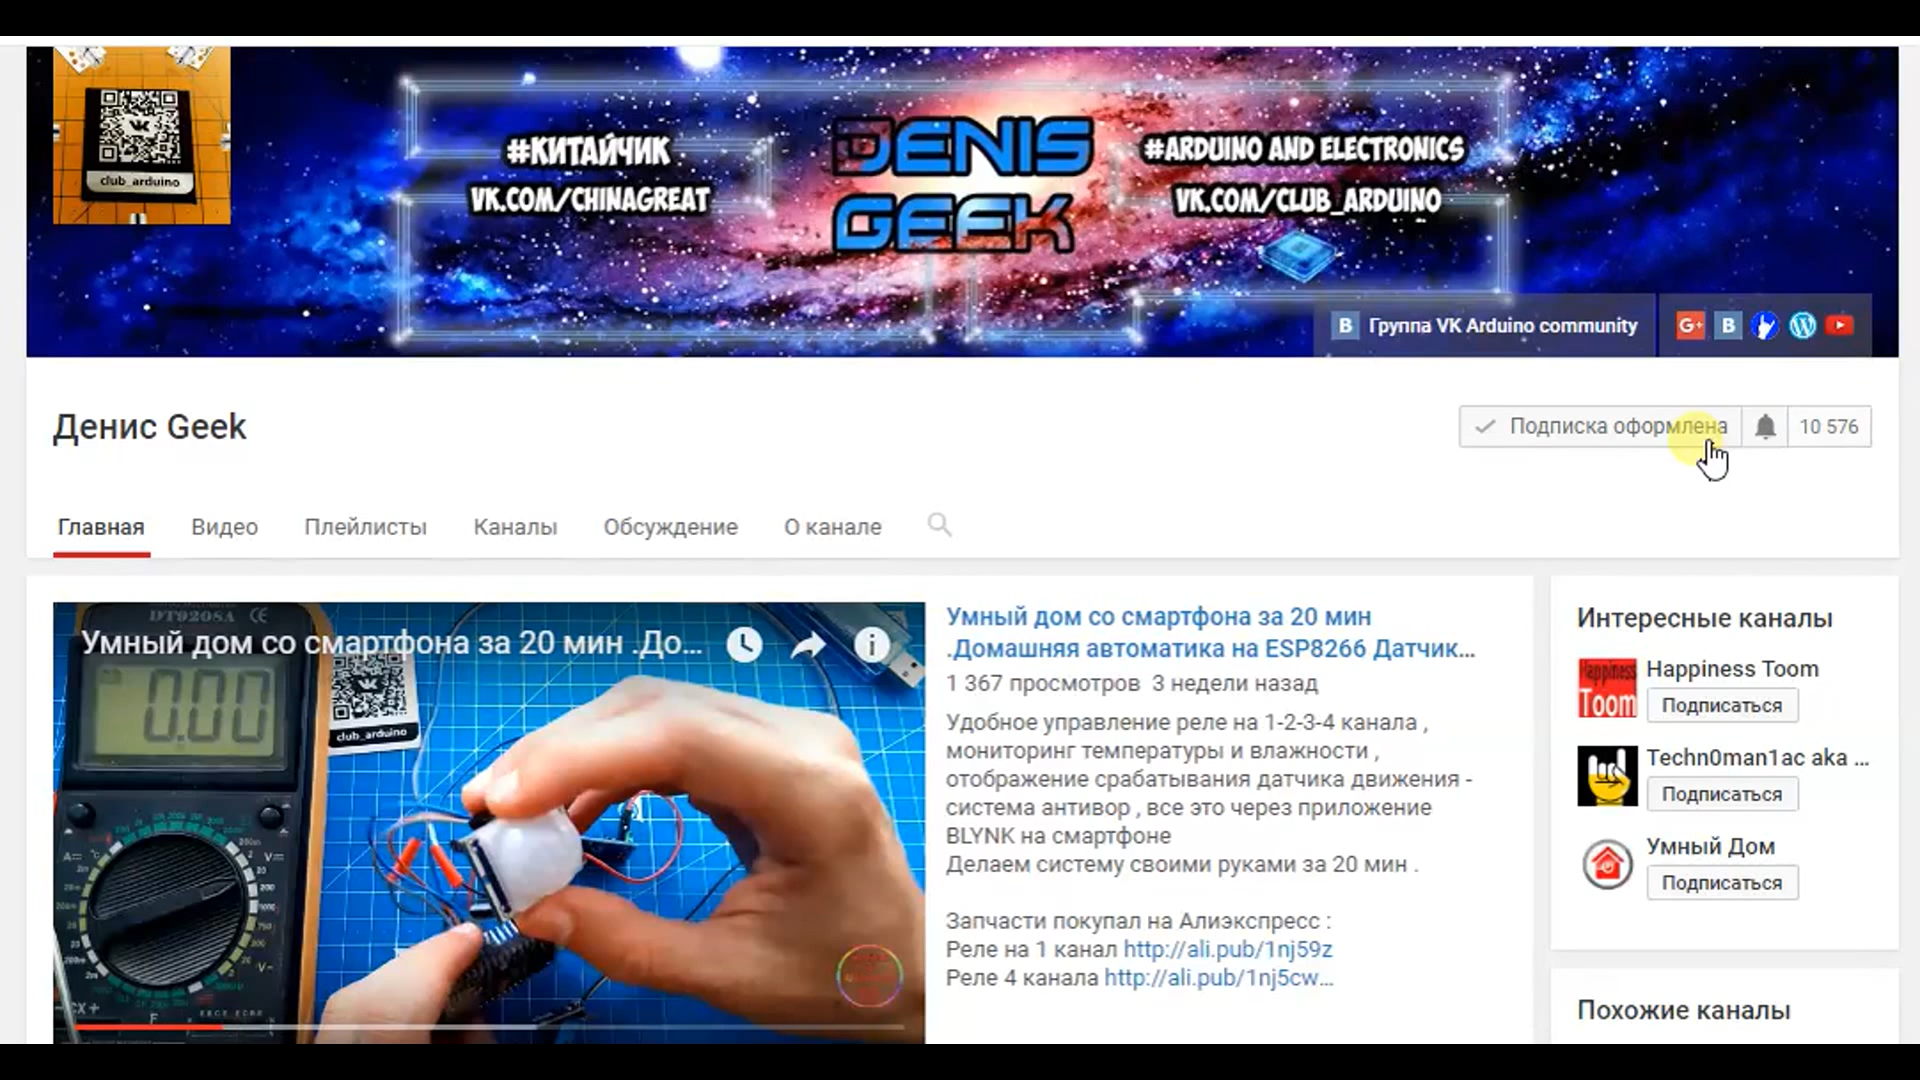 club_arduino
#КИТАЙЧИК
VK.COM/CHINAGREAT
DENIS
GEEK
#ARDUINO AND ELECTRONICS
VK.COM/CLUB_ARDUINO
Группа VK Arduino community
Денис Geek
Подписка оформлена
10 576
Главная
Видео
Плейлисты
Каналы
Обсуждение
О канале
DT9208A CE
Умный дом со смартфона за 20 мин .До...
0.00
club_arduino
Умный дом со смартфона за 20 мин
.Домашняя автоматика на ESP8266 Датчик...
1 367 просмотров 3 недели назад
Удобное управление реле на 1-2-3-4 канала ,
мониторинг температуры и влажности ,
отображение срабатывания датчика движения -
система антивор , все это через приложение
BLYNK на смартфоне
Делаем систему своими руками за 20 мин .
Запчасти покупал на Алиэкспресс :
Реле на 1 канал http://ali.pub/1nj59z
Реле 4 канала http://ali.pub/1nj5cw...
Интересные каналы
Happiness Toom
Подписаться
Techn0man1ac aka ...
Подписаться
Умный Дом
Подписаться
Похожие каналы